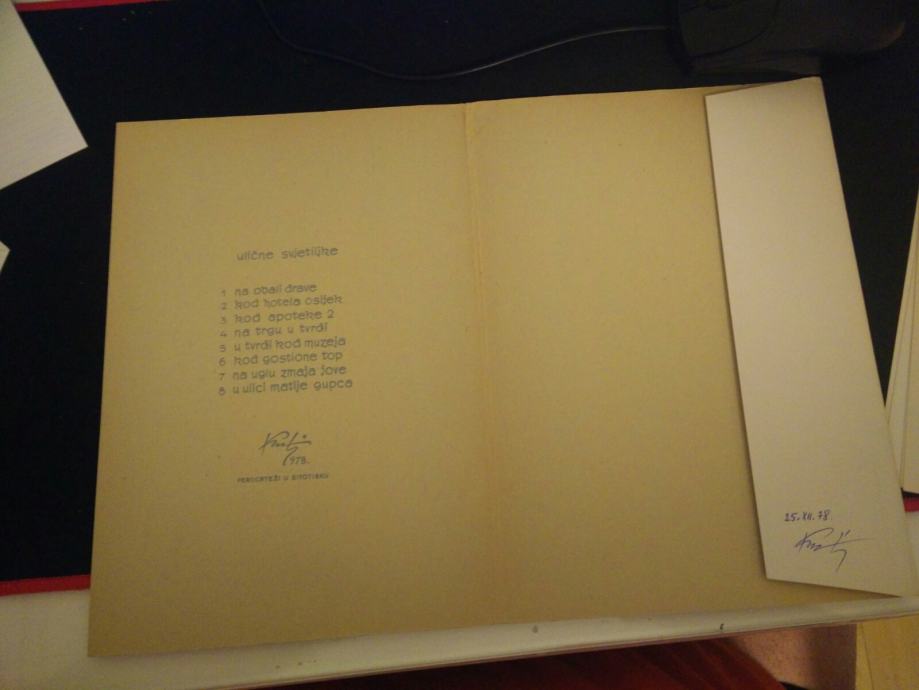 ulične svjetiljke
1 na obali drave
2 kod hotela osijek
3 kod apoteke 2
4 na trgu u tvrđi
5 u tvrđi kod muzeja
6 kod gostione top
7 na uglu zmaja jove
8 u ulici matije gupca
978.
PEROCRTEŽI U SITOTISKU
25. XII. 78.